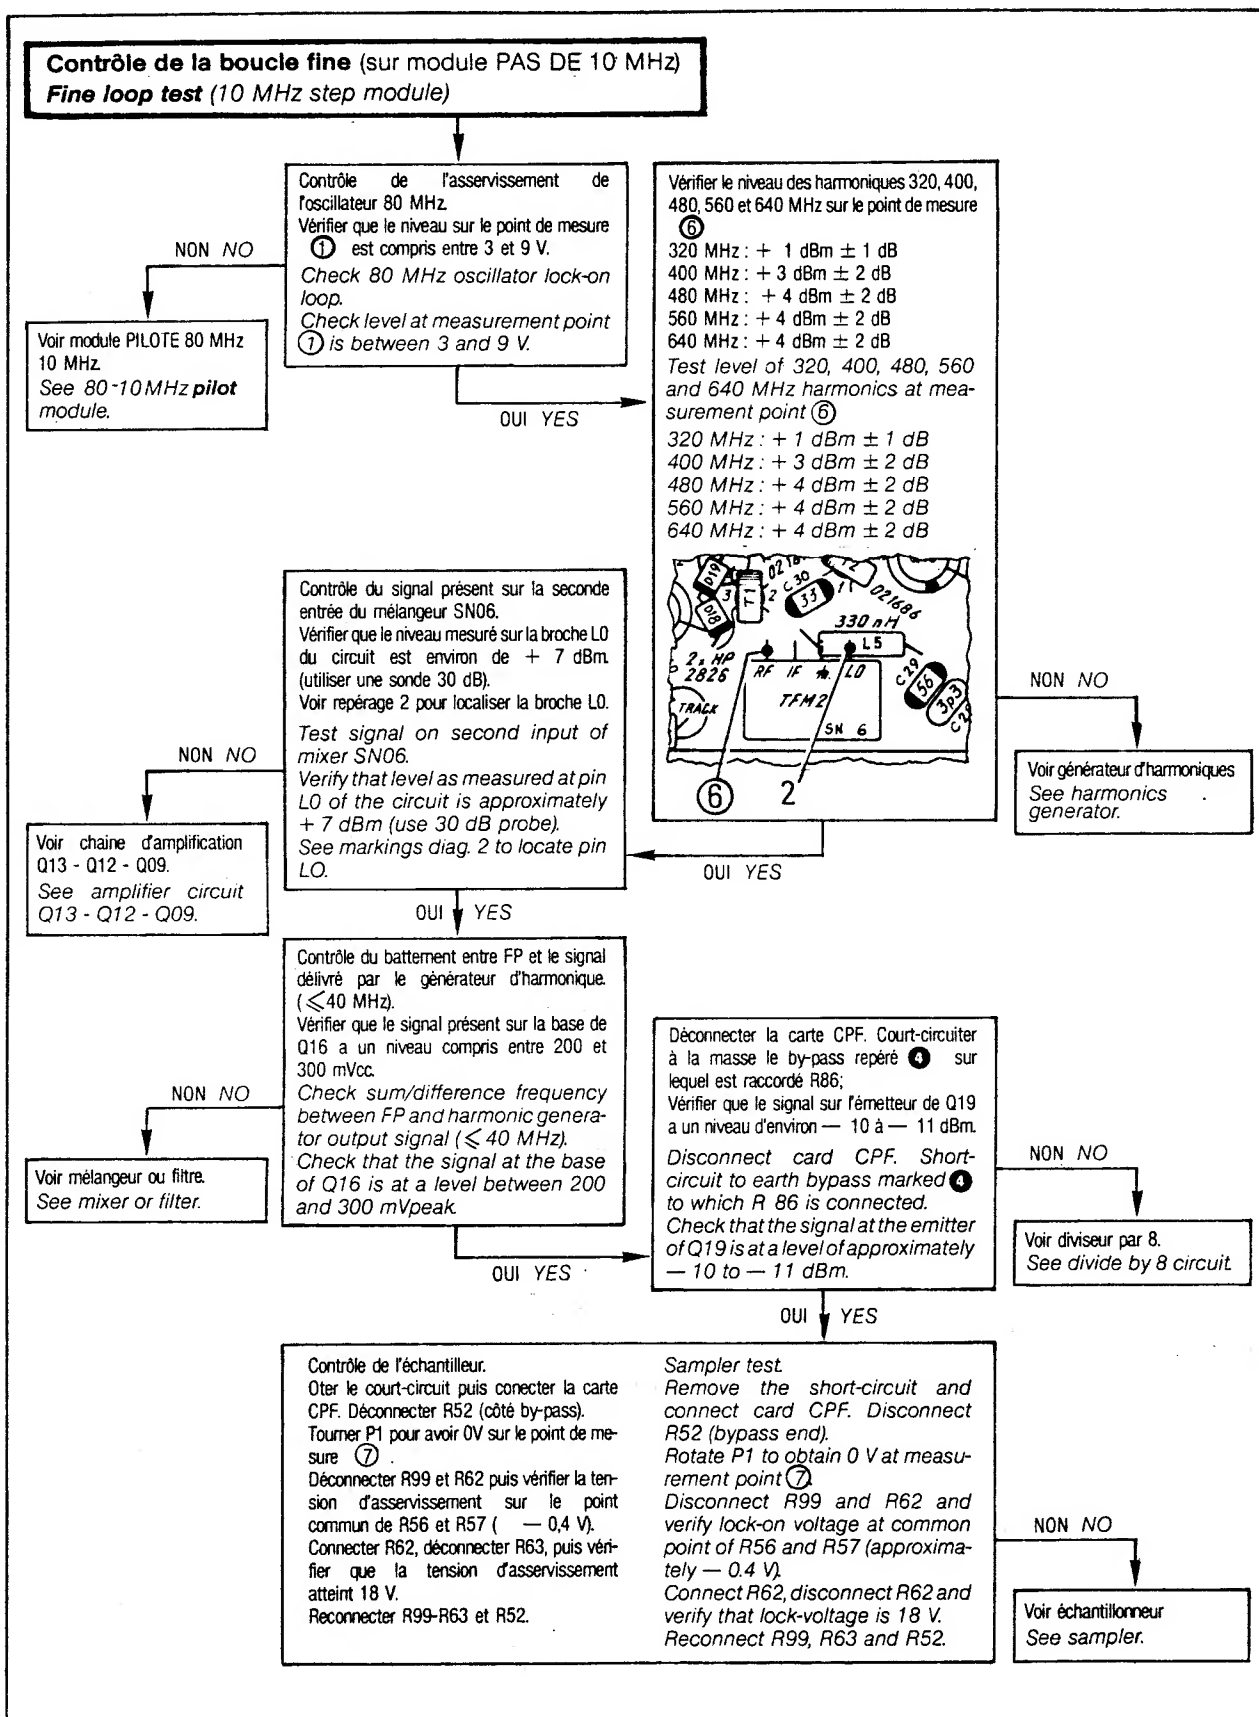 Contrôle de la boucle fine (sur module PAS DE 10 MHz)
Fine loop test (10 MHz step module)
Contrôle de l'asservissement de
l'oscillateur 80 MHz.
Vérifier que le niveau sur le point de mesure
① est compris entre 3 et 9 V.
Check 80 MHz oscillator lock-on
loop.
Check level at measurement point
① is between 3 and 9 V.
NON NO
Voir module PILOTE 80 MHz
10 MHz.
See 80-10 MHz pilot
module.
OUI YES
Vérifier le niveau des harmoniques 320, 400,
480, 560 et 640 MHz sur le point de mesure
⑥
320 MHz : + 1 dBm ± 1 dB
400 MHz : + 3 dBm ± 2 dB
480 MHz : + 4 dBm ± 2 dB
560 MHz : + 4 dBm ± 2 dB
640 MHz : + 4 dBm ± 2 dB
Test level of 320, 400, 480, 560
and 640 MHz harmonics at mea-
surement point ⑥
320 MHz : + 1 dBm ± 1 dB
400 MHz : + 3 dBm ± 2 dB
480 MHz : + 4 dBm ± 2 dB
560 MHz : + 4 dBm ± 2 dB
640 MHz : + 4 dBm ± 2 dB
D19
D18
3
T1
2
C30
33
1
021686
330 nH
L5
2x HP
2826
RF IF LO
TFM2
SN 6
TRACK
C29
56
3p3
⑥ 2
NON NO
Voir générateur d'harmoniques
See harmonics
generator.
OUI YES
Contrôle du signal présent sur la seconde
entrée du mélangeur SN06.
Vérifier que le niveau mesuré sur la broche LO
du circuit est environ de + 7 dBm.
(utiliser une sonde 30 dB).
Voir repérage 2 pour localiser la broche LO.
Test signal on second input of
mixer SN06.
Verify that level as measured at pin
LO of the circuit is approximately
+ 7 dBm (use 30 dB probe).
See markings diag. 2 to locate pin
LO.
NON NO
Voir chaine d'amplification
Q13 - Q12 - Q09.
See amplifier circuit
Q13 - Q12 - Q09.
OUI YES
Contrôle du battement entre FP et le signal
délivré par le générateur d'harmonique.
(⩽40 MHz).
Vérifier que le signal présent sur la base de
Q16 a un niveau compris entre 200 et
300 mVcc.
Check sum/difference frequency
between FP and harmonic genera-
tor output signal (⩽ 40 MHz).
Check that the signal at the base
of Q16 is at a level between 200
and 300 mVpeak.
NON NO
Voir mélangeur ou filtre.
See mixer or filter.
OUI YES
Déconnecter la carte CPF. Court-circuiter
à la masse le by-pass repéré ❹ sur
lequel est raccordé R86;
Vérifier que le signal sur l'émetteur de Q19
a un niveau d'environ — 10 à — 11 dBm.
Disconnect card CPF. Short-
circuit to earth bypass marked ❹
to which R 86 is connected.
Check that the signal at the emitter
of Q19 is at a level of approximately
— 10 to — 11 dBm.
NON NO
Voir diviseur par 8.
See divide by 8 circuit.
OUI YES
Contrôle de l'échantilleur.
Oter le court-circuit puis conecter la carte
CPF. Déconnecter R52 (côté by-pass).
Tourner P1 pour avoir 0V sur le point de me-
sure ⑦ .
Déconnecter R99 et R62 puis vérifier la ten-
sion d'asservissement sur le point
commun de R56 et R57 ( — 0,4 V).
Connecter R62, déconnecter R63, puis véri-
fier que la tension d'asservissement
atteint 18 V.
Reconnecter R99-R63 et R52.
Sampler test.
Remove the short-circuit and
connect card CPF. Disconnect
R52 (bypass end).
Rotate P1 to obtain 0 V at measu-
rement point ⑦.
Disconnect R99 and R62 and
verify lock-on voltage at common
point of R56 and R57 (approxima-
tely — 0.4 V).
Connect R62, disconnect R62 and
verify that lock-voltage is 18 V.
Reconnect R99, R63 and R52.
NON NO
Voir échantillonneur
See sampler.